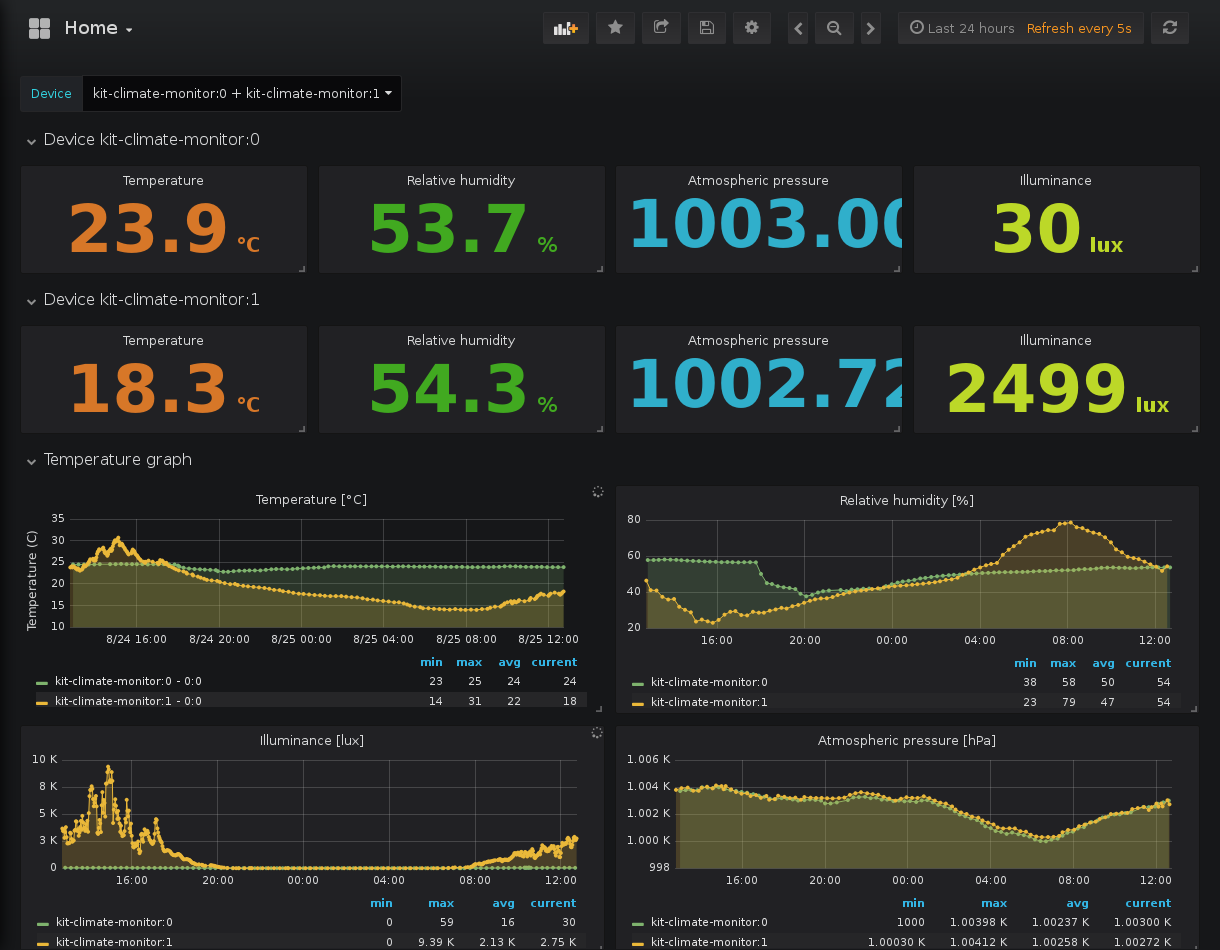 Home
Last 24 hours Refresh every 5s
Device kit-climate-monitor:0 + kit-climate-monitor:1
Device kit-climate-monitor:0
Temperature Relative humidity Atmospheric pressure Illuminance
23.9 °C 53.7 % 1003.00 30 lux
Device kit-climate-monitor:1
Temperature Relative humidity Atmospheric pressure Illuminance
18.3 °C 54.3 % 1002.72 2499 lux
Temperature graph
Temperature [°C]
Temperature (C)
35
30
25
20
15
10
8/24 16:00 8/24 20:00 8/25 00:00 8/25 04:00 8/25 08:00 8/25 12:00
min max avg current
kit-climate-monitor:0 - 0:0 23 25 24 24
kit-climate-monitor:1 - 0:0 14 31 22 18
Relative humidity [%]
80
60
40
20
16:00 20:00 00:00 04:00 08:00 12:00
min max avg current
kit-climate-monitor:0 38 58 50 54
kit-climate-monitor:1 23 79 47 54
Illuminance [lux]
10 K
8 K
5 K
3 K
0
16:00 20:00 00:00 04:00 08:00 12:00
min max avg current
kit-climate-monitor:0 0 59 16 30
kit-climate-monitor:1 0 9.39 K 2.13 K 2.75 K
Atmospheric pressure [hPa]
1.006 K
1.004 K
1.002 K
1.000 K
998
16:00 20:00 00:00 04:00 08:00 12:00
min max avg current
kit-climate-monitor:0 1000 1.00398 K 1.00237 K 1.00300 K
kit-climate-monitor:1 1.00030 K 1.00412 K 1.00258 K 1.00272 K